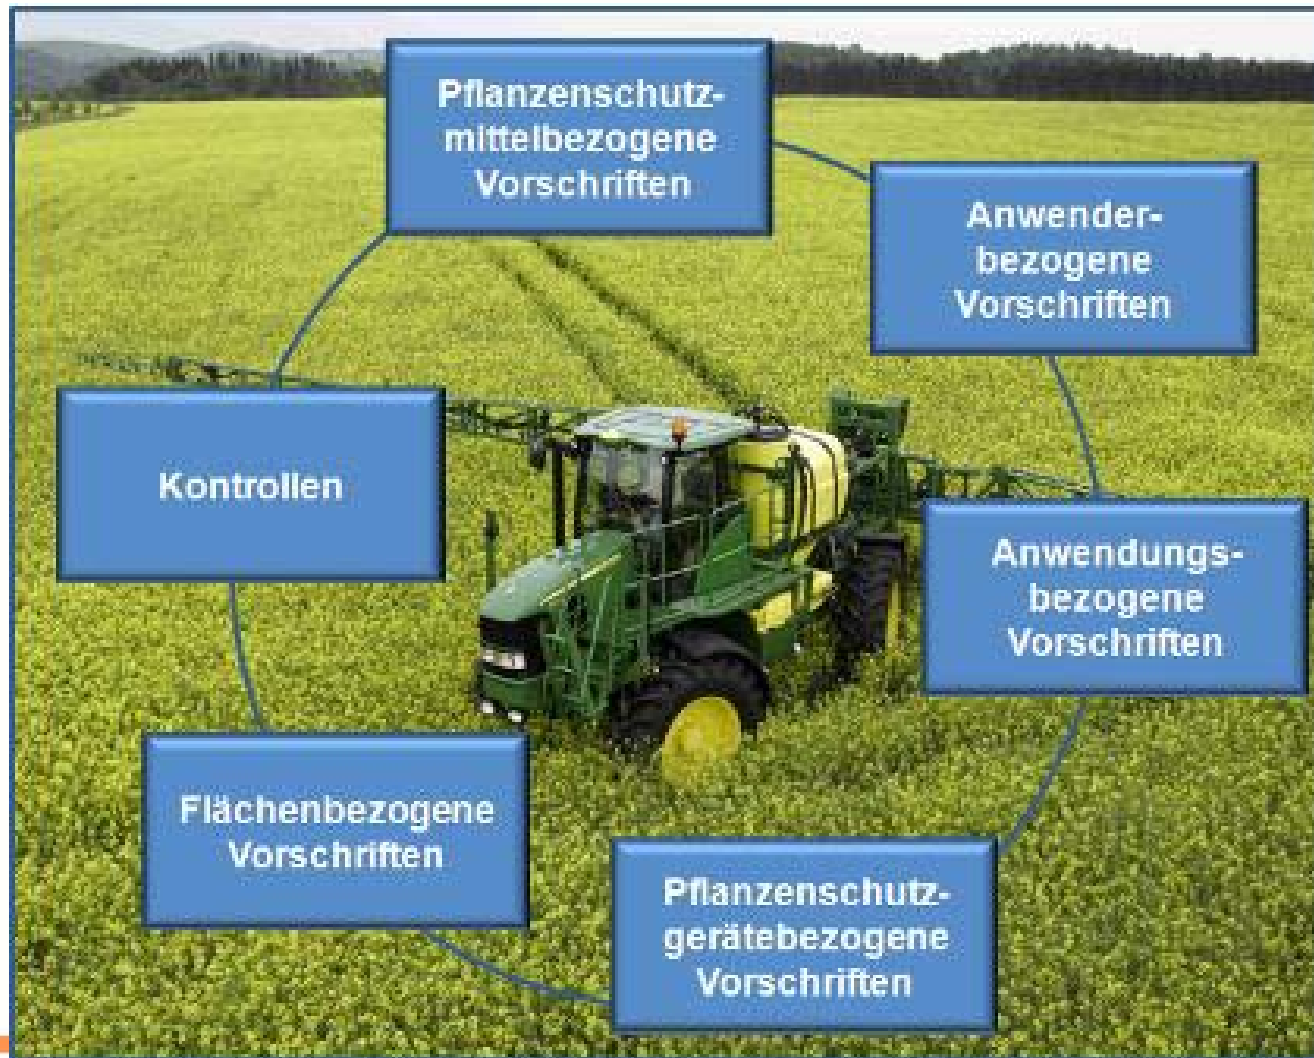 Pflanzenschutz-
mittelbezogene
Vorschriften
Anwender-
bezogene
Vorschriften
Kontrollen
Anwendungs-
bezogene
Vorschriften
Flächenbezogene
Vorschriften
Pflanzenschutz-
gerätebezogene
Vorschriften